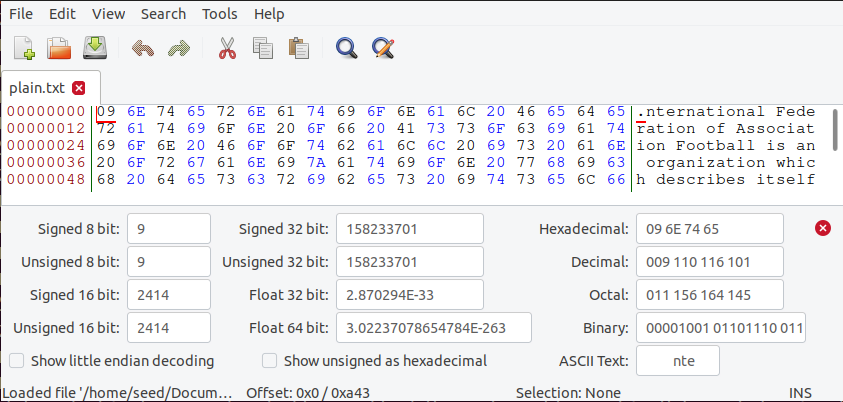 File Edit View Search Tools Help
plain.txt
00000000 09 6E 74 65 72 6E 61 74 69 6F 6E 61 6C 20 46 65 64 65 .nternational Fede
00000012 72 61 74 69 6F 6E 20 6F 66 20 41 73 73 6F 63 69 61 74 ration of Associat
00000024 69 6F 6E 20 46 6F 6F 74 62 61 6C 6C 20 69 73 20 61 6E ion Football is an
00000036 20 6F 72 67 61 6E 69 7A 61 74 69 6F 6E 20 77 68 69 63 organization whic
00000048 68 20 64 65 73 63 72 69 62 65 73 20 69 74 73 65 6C 66 h describes itself
Signed 8 bit: 9 Signed 32 bit: 158233701 Hexadecimal: 09 6E 74 65
Unsigned 8 bit: 9 Unsigned 32 bit: 158233701 Decimal: 009 110 116 101
Signed 16 bit: 2414 Float 32 bit: 2.870294E-33 Octal: 011 156 164 145
Unsigned 16 bit: 2414 Float 64 bit: 3.02237078654784E-263 Binary: 00001001 01101110 011
Show little endian decoding Show unsigned as hexadecimal ASCII Text: nte
Loaded file '/home/seed/Docum... Offset: 0x0 / 0xa43 Selection: None INS